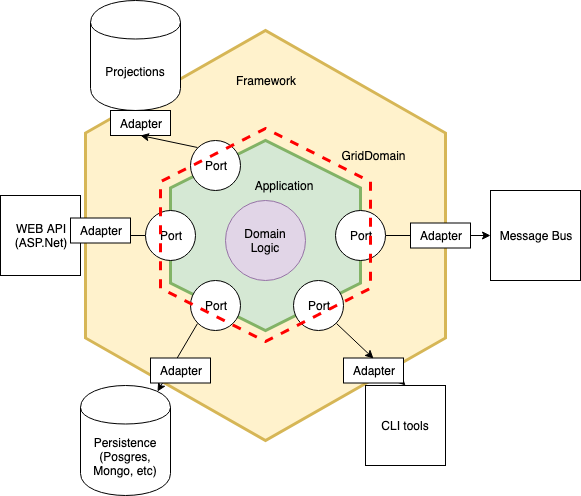 Projections
Framework
Adapter
GridDomain
Port
Application
WEB API
(ASP.Net)
Adapter
Port
Domain
Logic
Port
Adapter
Message Bus
Port
Port
Adapter
Adapter
Persistence
(Posgres,
Mongo, etc)
CLI tools